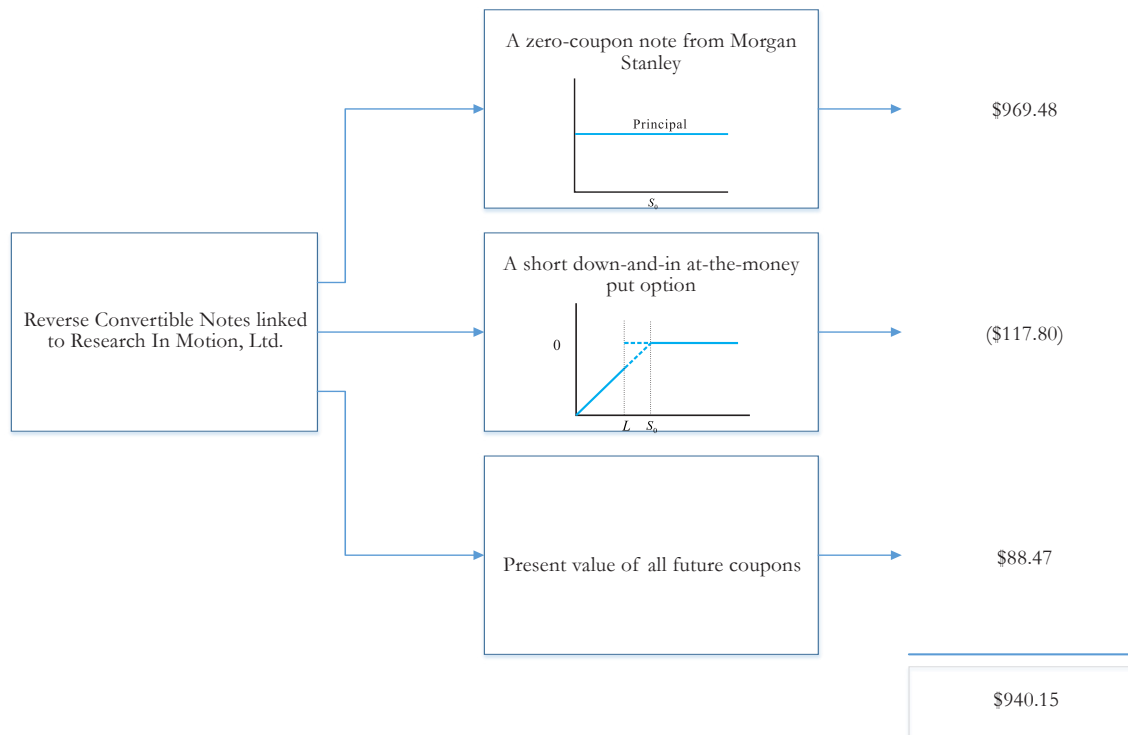 A zero-coupon note from Morgan
Stanley
Principal
S₀
$969.48
Reverse Convertible Notes linked
to Research In Motion, Ltd.
A short down-and-in at-the-money
put option
0
L S₀
($117.80)
Present value of all future coupons
$88.47
$940.15